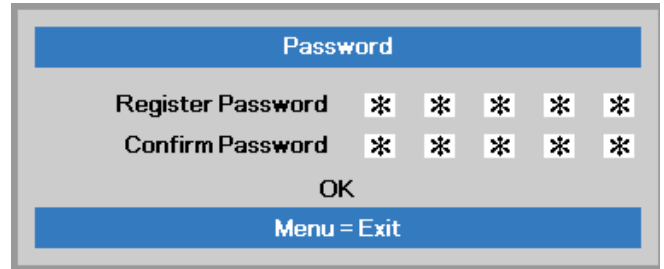 Password
Register Password * * * * *
Confirm Password * * * * *
OK
Menu = Exit